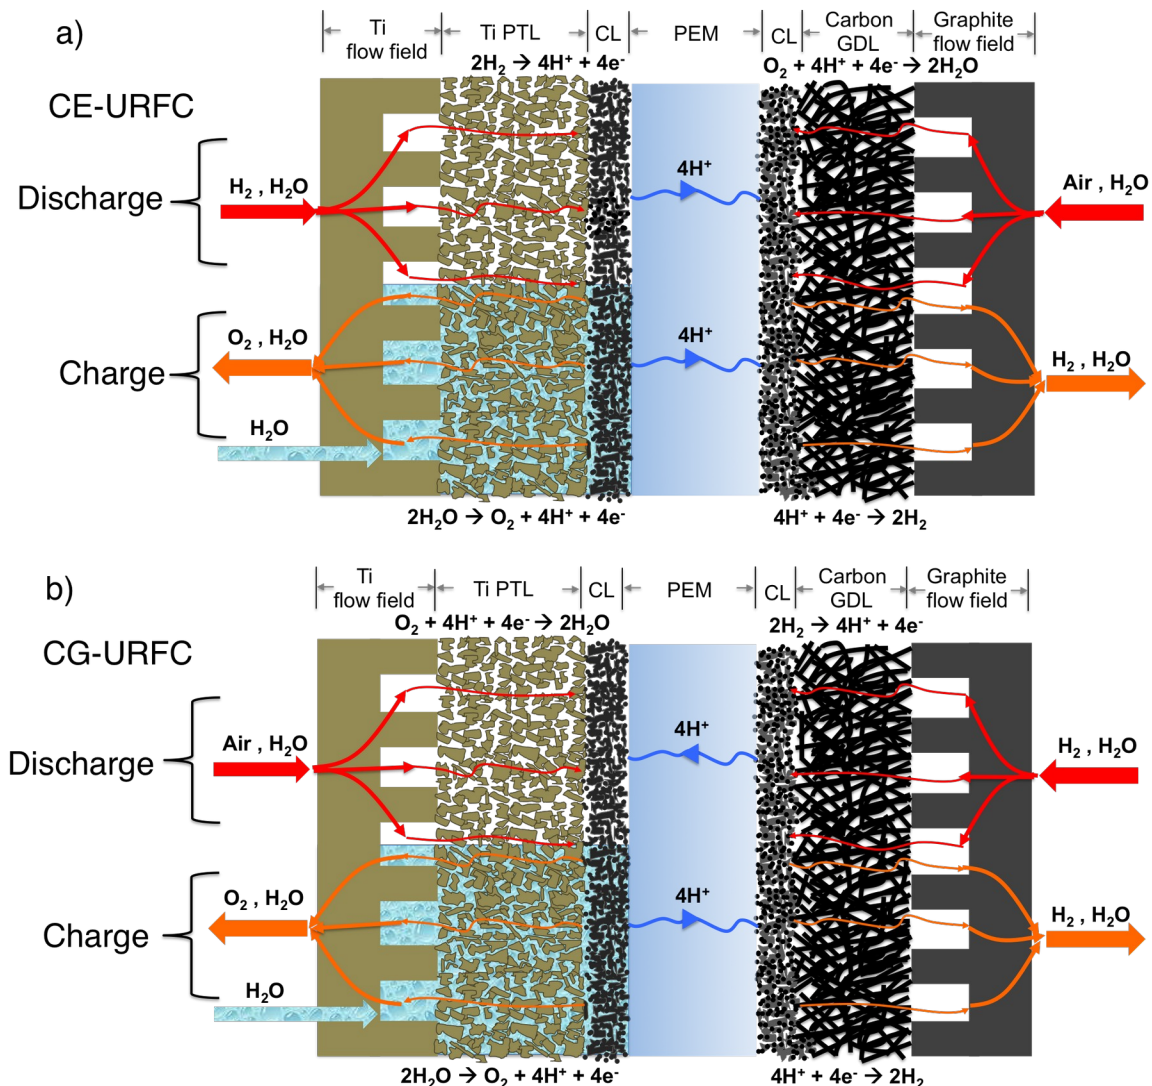 a)
Ti
flow field
Ti PTL
CL
PEM
CL
Carbon
GDL
Graphite
flow field
2H₂ → 4H⁺ + 4e⁻
O₂ + 4H⁺ + 4e⁻ → 2H₂O
CE-URFC
Discharge
H₂ , H₂O
4H⁺
Air , H₂O
Charge
O₂ , H₂O
4H⁺
H₂ , H₂O
H₂O
2H₂O → O₂ + 4H⁺ + 4e⁻
4H⁺ + 4e⁻ → 2H₂
b)
Ti
flow field
Ti PTL
CL
PEM
CL
Carbon
GDL
Graphite
flow field
O₂ + 4H⁺ + 4e⁻ → 2H₂O
2H₂ → 4H⁺ + 4e⁻
CG-URFC
Discharge
Air , H₂O
4H⁺
H₂ , H₂O
Charge
O₂ , H₂O
4H⁺
H₂ , H₂O
H₂O
2H₂O → O₂ + 4H⁺ + 4e⁻
4H⁺ + 4e⁻ → 2H₂